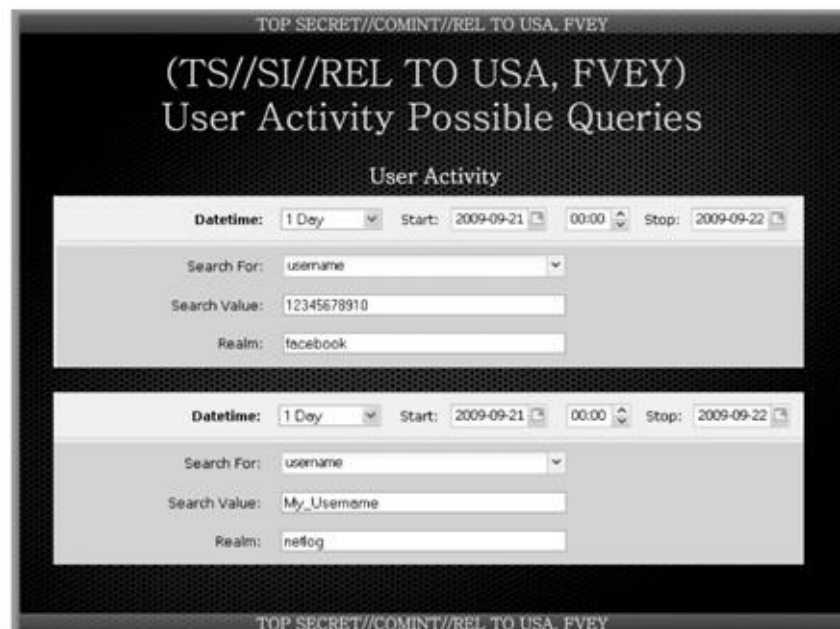 TOP SECRET//COMINT//REL TO USA, FVEY
(TS//SI//REL TO USA, FVEY)
User Activity Possible Queries
User Activity
Datetime: 1 Day Start: 2009-09-21 00:00 Stop: 2009-09-22
Search For: username
Search Value: 12345678910
Realm: facebook
Datetime: 1 Day Start: 2009-09-21 00:00 Stop: 2009-09-22
Search For: username
Search Value: My_Username
Realm: netlog
TOP SECRET//COMINT//REL TO USA, FVEY